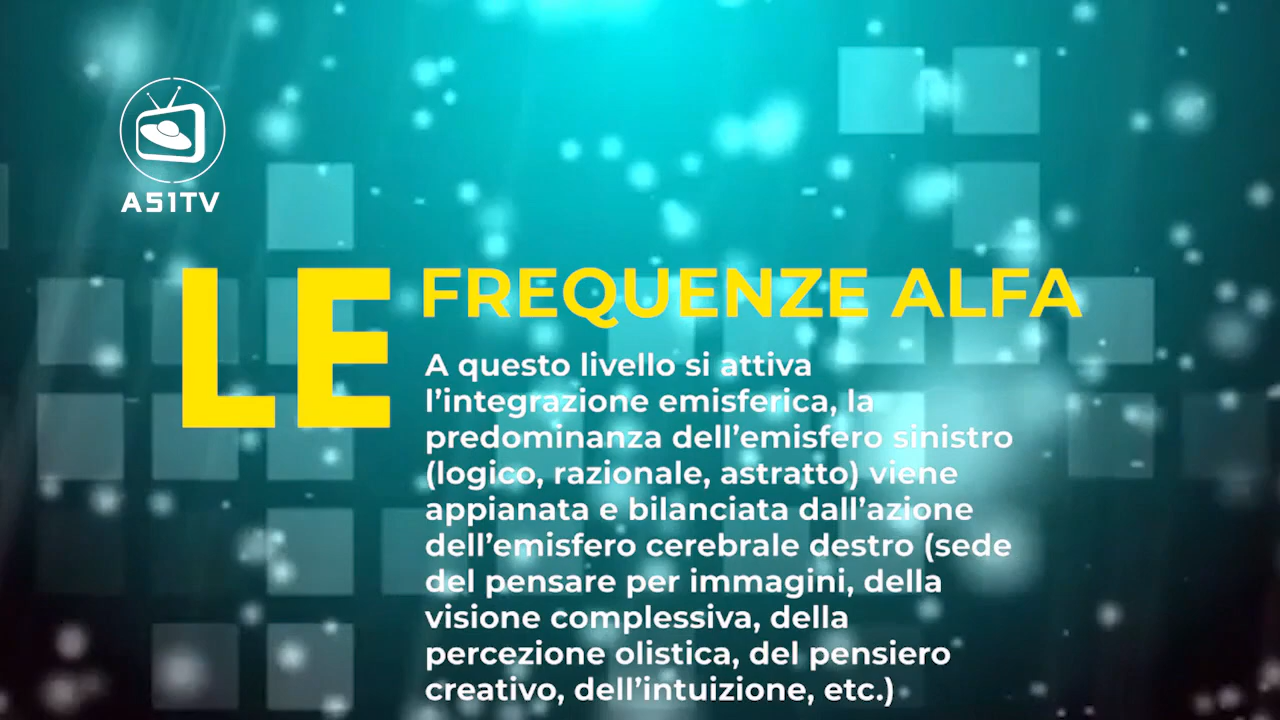 A51TV
LE
FREQUENZE ALFA
A questo livello si attiva
l’integrazione emisferica, la
predominanza dell’emisfero sinistro
(logico, razionale, astratto) viene
appianata e bilanciata dall’azione
dell’emisfero cerebrale destro (sede
del pensare per immagini, della
visione complessiva, della
percezione olistica, del pensiero
creativo, dell’intuizione, etc.)